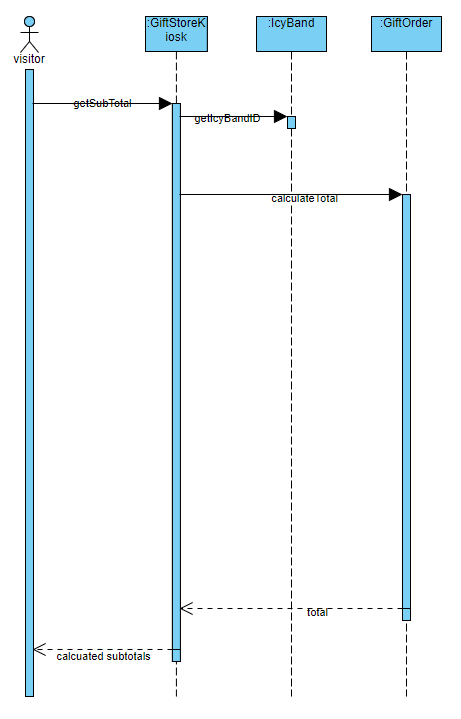 :GiftStoreK
iosk
:IcyBand
:GiftOrder
visitor
getSubTotal
getIcyBandID
calculateTotal
total
calcuated subtotals